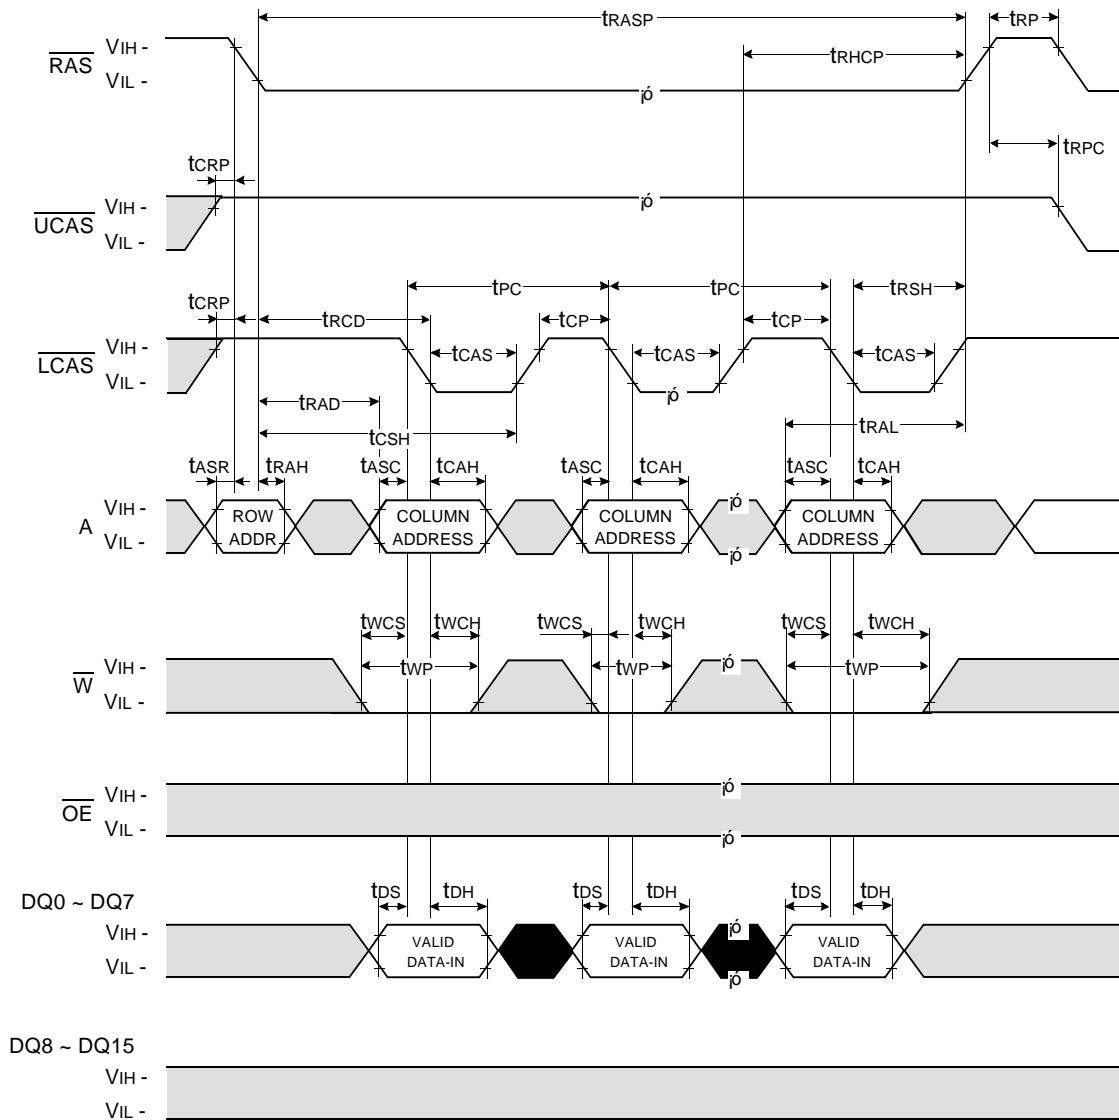 tRASP tRP
RAS VIH - tRHCP
VIL -
¡ó
tCRP tRPC
UCAS VIH - ¡ó
VIL -
tCRP tPC tPC tRSH
tRCD tCP tCP
LCAS VIH - tCAS tCAS tCAS
VIL - ¡ó
tRAD
tCSH tRAL
tASR tRAH tASC tCAH tASC tCAH tASC tCAH
A VIH - ROW COLUMN COLUMN ¡ó COLUMN
VIL - ADDR ADDRESS ADDRESS ¡ó ADDRESS
tWCS tWCH tWCS tWCH tWCS tWCH
W VIH - tWP tWP ¡ó tWP
VIL -
OE VIH - ¡ó
VIL - ¡ó
DQ0 ~ DQ7 tDS tDH tDS tDH tDS tDH
VIH - VALID VALID ¡ó VALID
VIL - DATA-IN DATA-IN ¡ó DATA-IN
DQ8 ~ DQ15
VIH -
VIL -